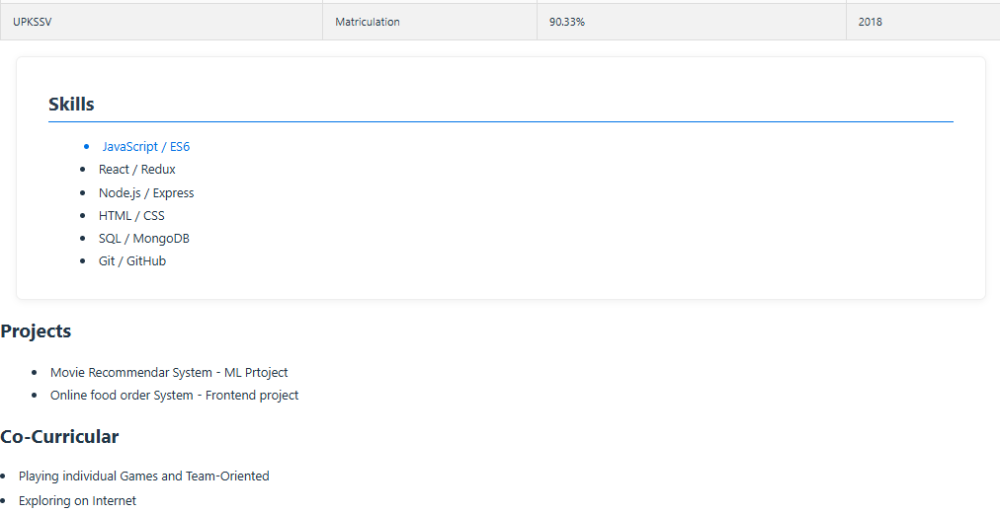 UPKSSV Matriculation 90.33% 2018
Skills
JavaScript / ES6
React / Redux
Node.js / Express
HTML / CSS
SQL / MongoDB
Git / GitHub
Projects
Movie Recommendar System - ML Prtoject
Online food order System - Frontend project
Co-Curricular
Playing individual Games and Team-Oriented
Exploring on Internet